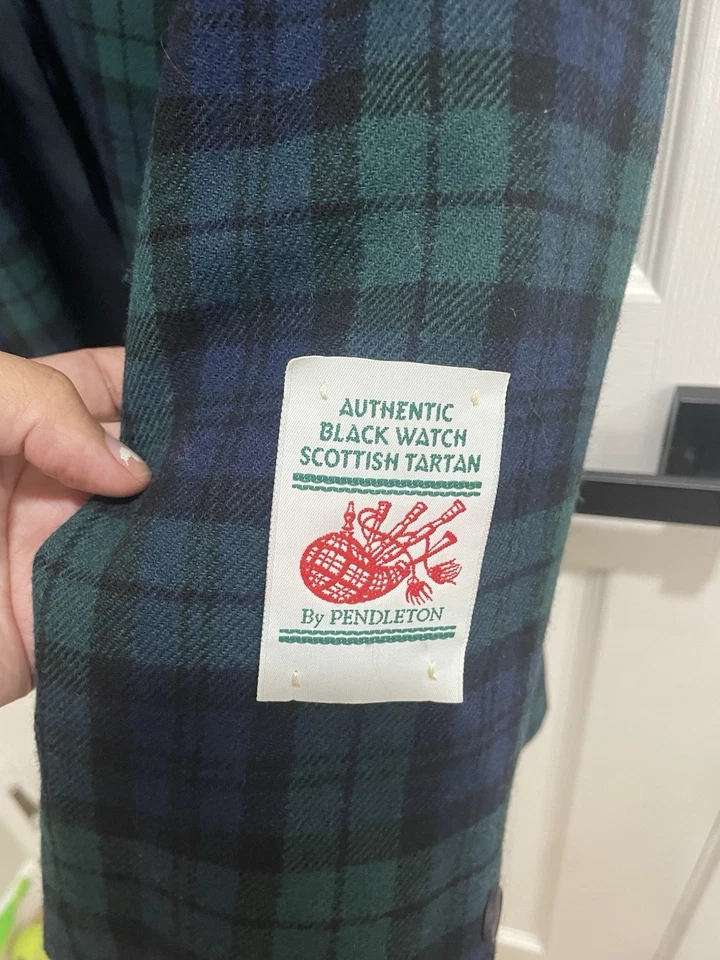 AUTHENTIC
BLACK WATCH
SCOTTISH TARTAN
By PENDLETON